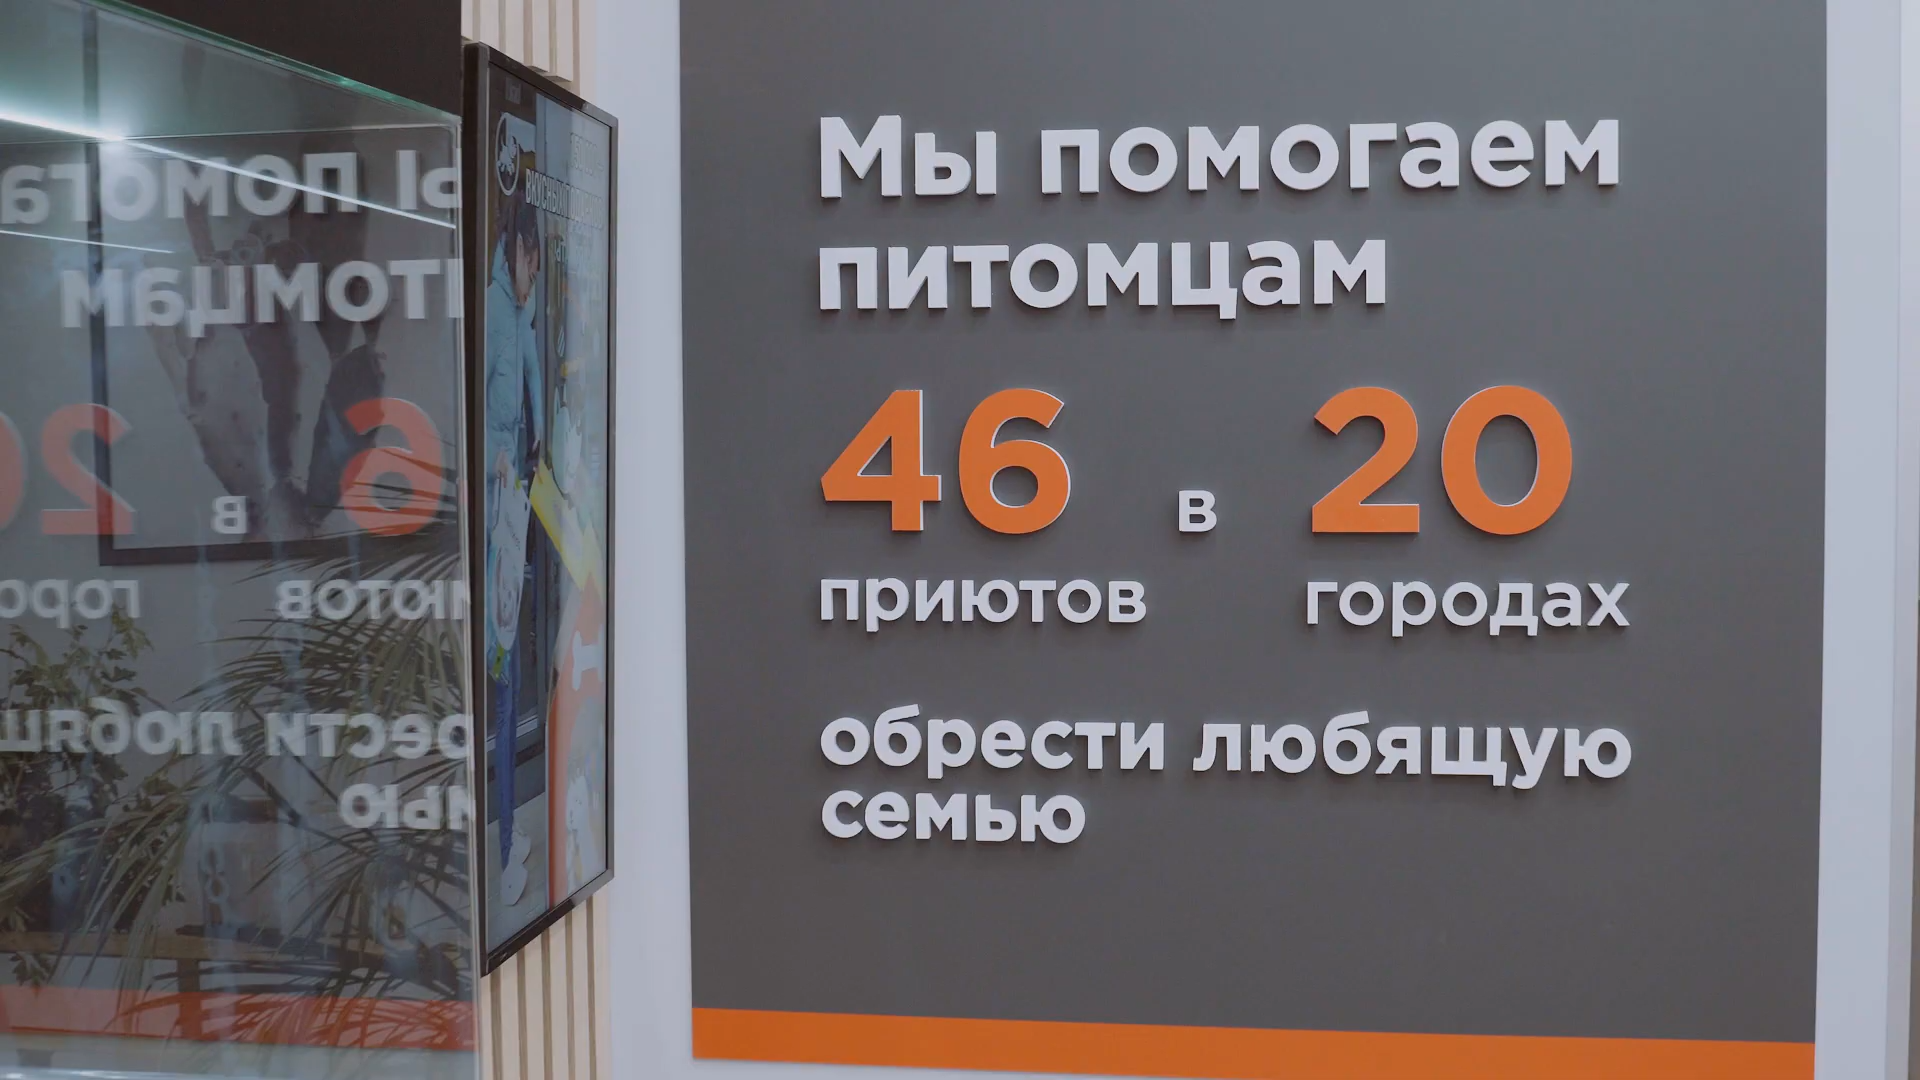 Мы помогаем
питомцам
46 в 20
приютов городах
обрести любящую
семью